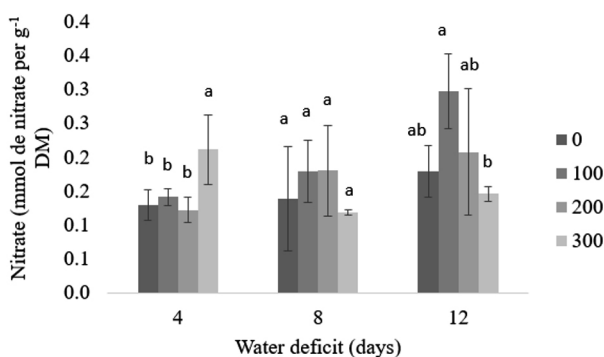 Nitrate (mmol de nitrate per g-1
DM)
0.4
0.4
0.3
0.3
0.2
0.2
0.1
0.1
0.0
b b b a
a a a a
ab a ab b
4 8 12
Water deficit (days)
0
100
200
300